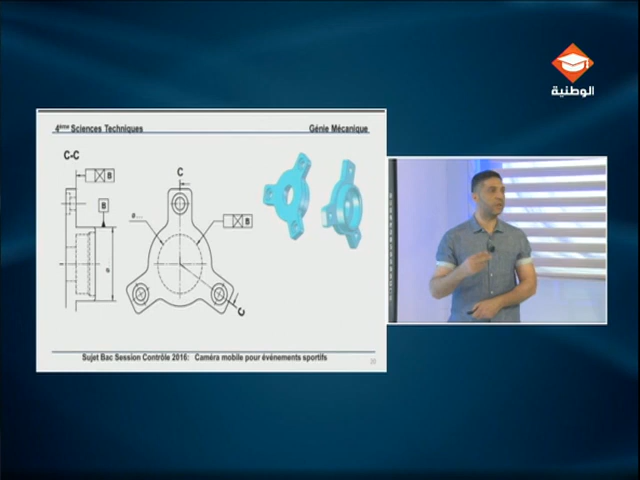 الوطنية
4ème Sciences Techniques
Génie Mécanique
C-C
B
B
C
B
C
Sujet Bac Session Contrôle 2016: Caméra mobile pour événements sportifs